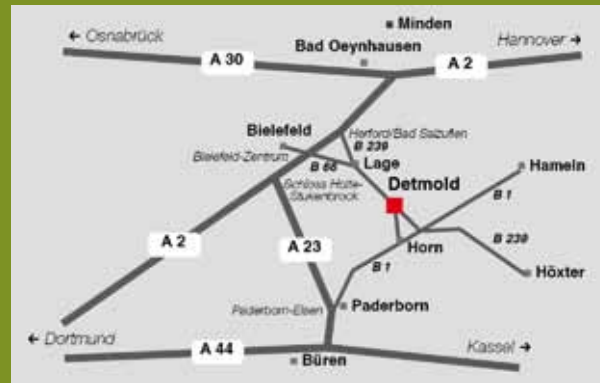 Minden
← Osnabrück
Hannover →
Bad Oeynhausen
A 30
A 2
Bielefeld
Herford/Bad Salzuflen
B 239
Bielefeld-Zentrum
B 66
Lage
Hameln
Schloss Holte-
Stukenbrock
Detmold
B 1
A 2
A 23
Horn
B 239
B 1
Höxter
Paderborn-Elsen
Paderborn
← Dortmund
A 44
Büren
Kassel →